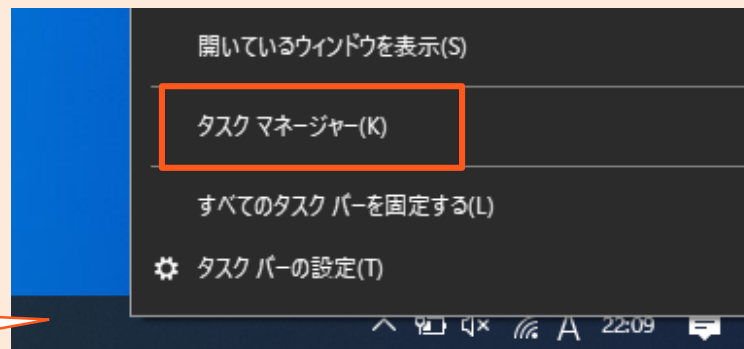 開いているウィンドウを表示(S)
タスク マネージャー(K)
すべてのタスク バーを固定する(L)
タスク バーの設定(T)
A 22:09